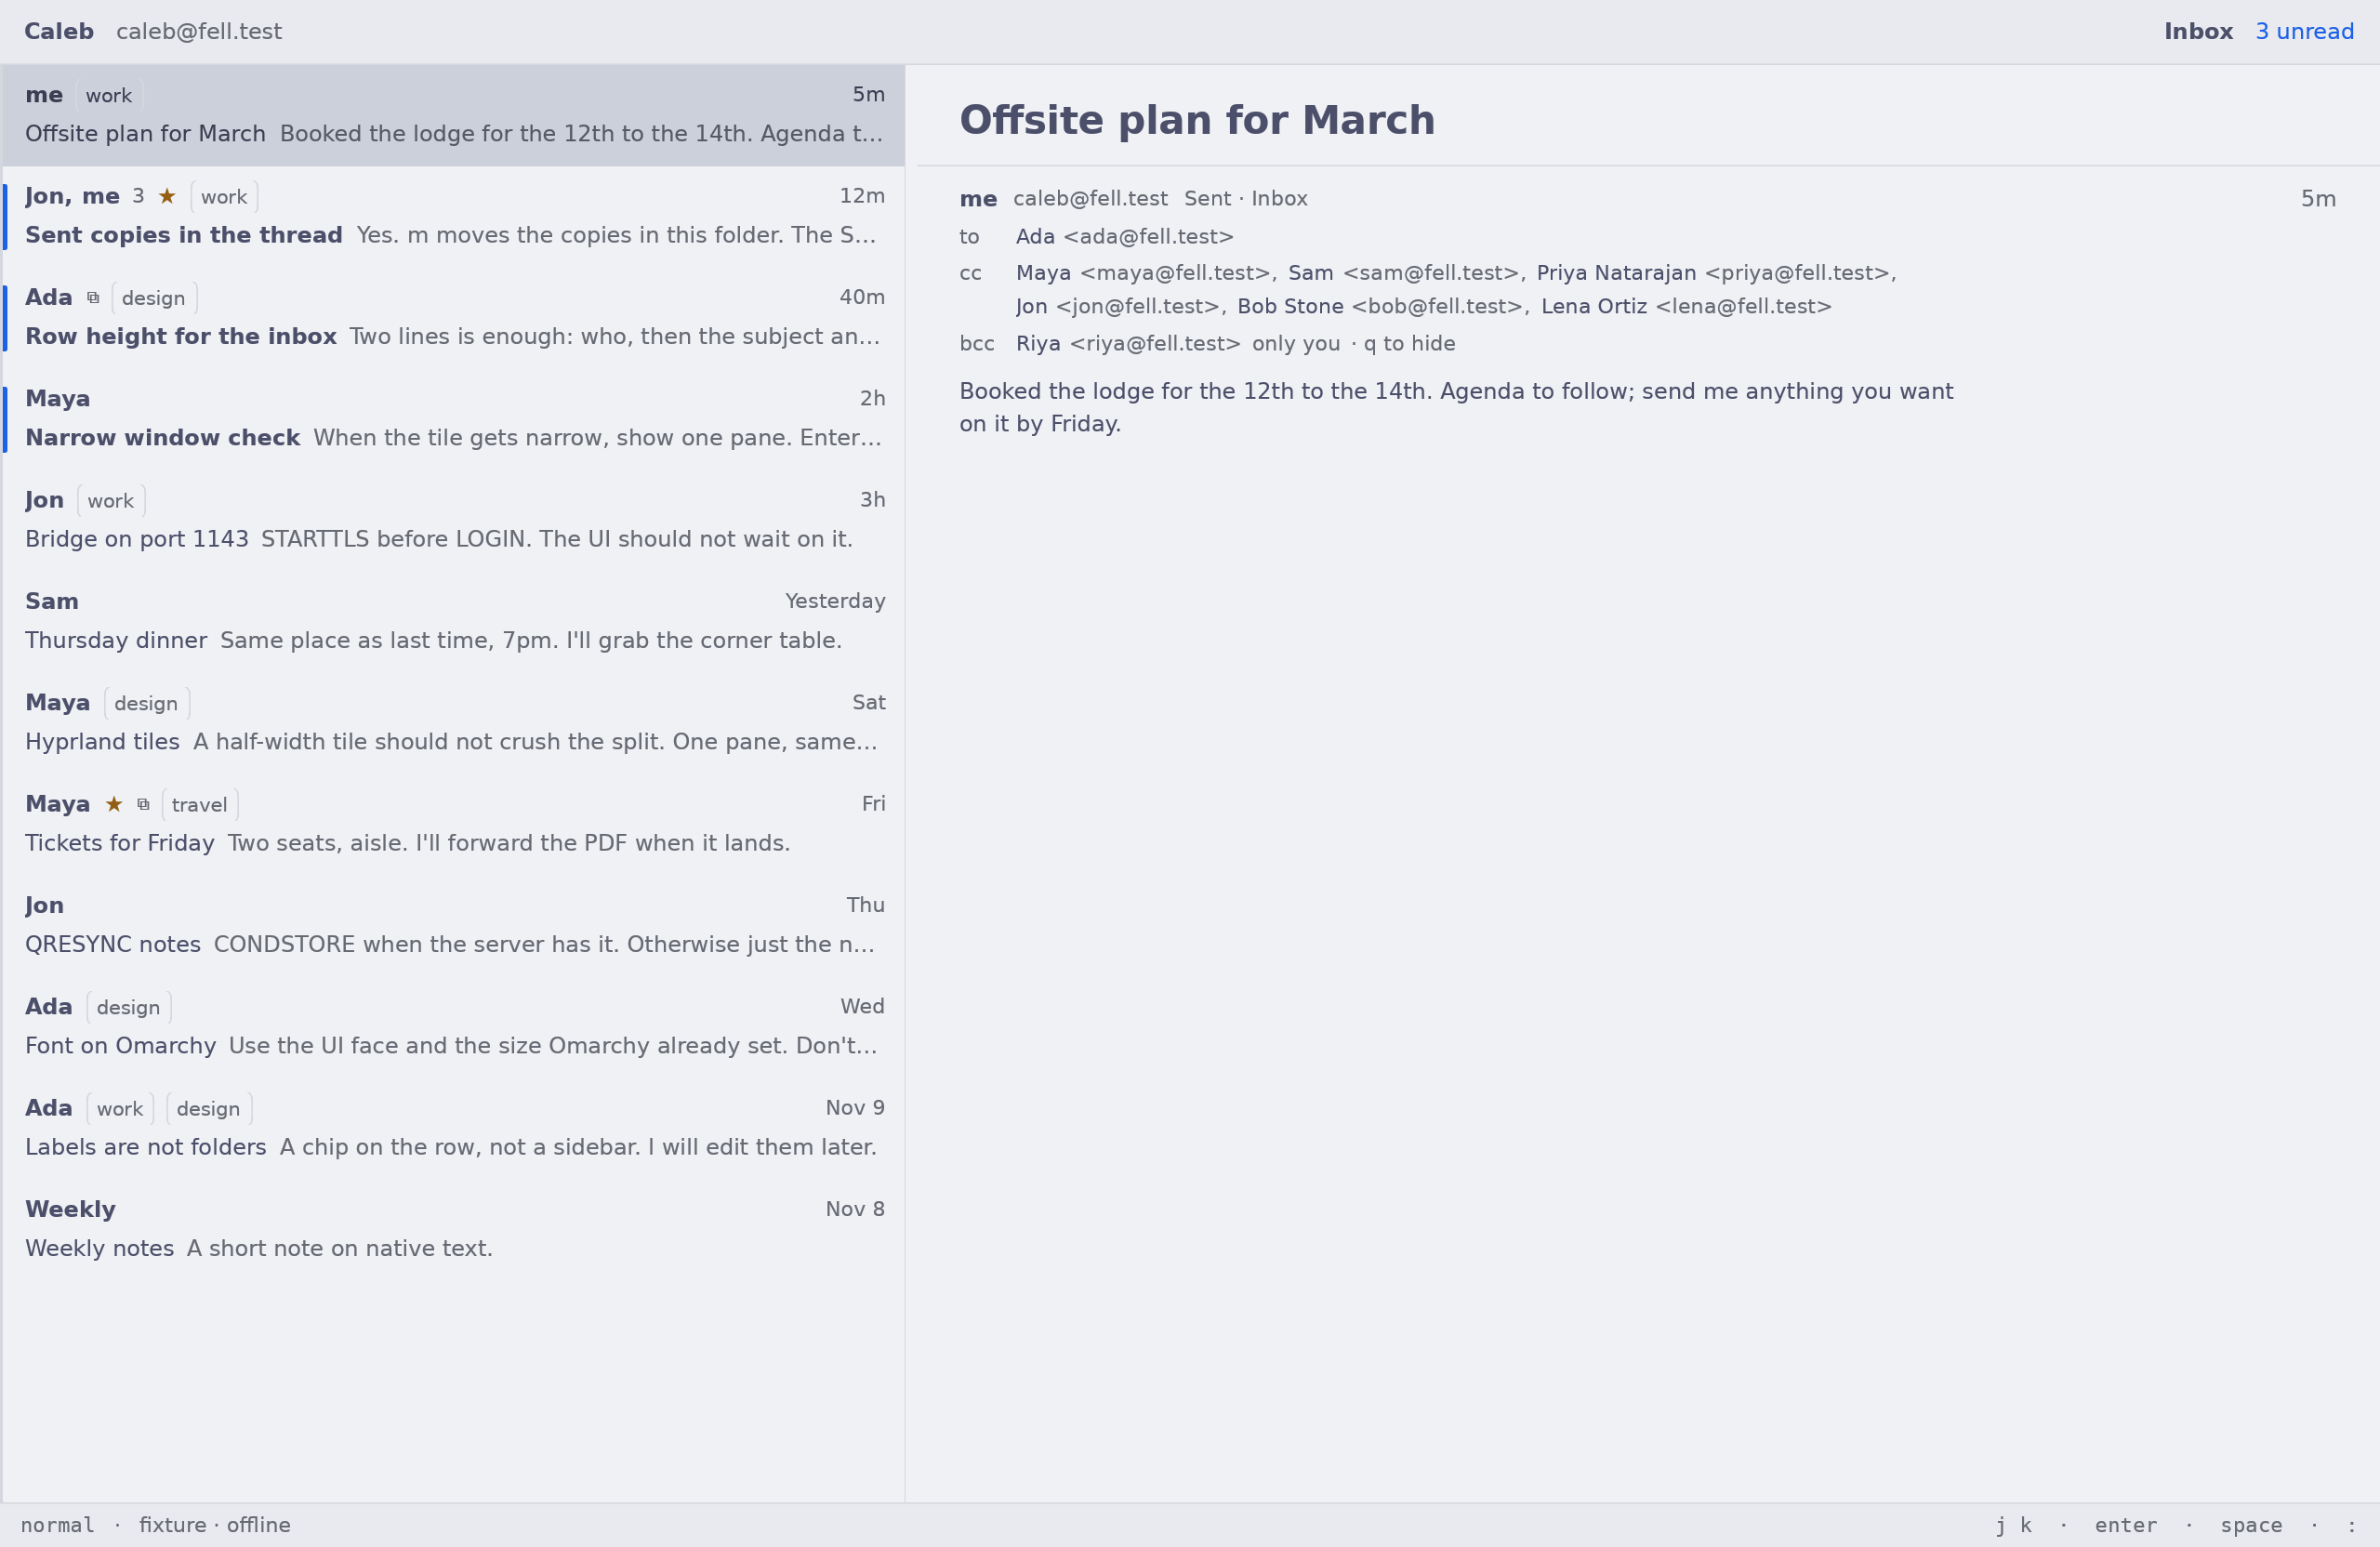 Caleb caleb@fell.test
Inbox 3 unread
me work 5m
Offsite plan for March Booked the lodge for the 12th to the 14th. Agenda t…
Jon, me 3 ★ work 12m
Sent copies in the thread Yes. m moves the copies in this folder. The S…
Ada ⧉ design 40m
Row height for the inbox Two lines is enough: who, then the subject an…
Maya 2h
Narrow window check When the tile gets narrow, show one pane. Enter…
Jon work 3h
Bridge on port 1143 STARTTLS before LOGIN. The UI should not wait on it.
Sam Yesterday
Thursday dinner Same place as last time, 7pm. I'll grab the corner table.
Maya design Sat
Hyprland tiles A half-width tile should not crush the split. One pane, same…
Maya ★ ⧉ travel Fri
Tickets for Friday Two seats, aisle. I'll forward the PDF when it lands.
Jon Thu
QRESYNC notes CONDSTORE when the server has it. Otherwise just the n…
Ada design Wed
Font on Omarchy Use the UI face and the size Omarchy already set. Don't…
Ada work design Nov 9
Labels are not folders A chip on the row, not a sidebar. I will edit them later.
Weekly Nov 8
Weekly notes A short note on native text.
Offsite plan for March
me caleb@fell.test Sent · Inbox 5m
to Ada <ada@fell.test>
cc Maya <maya@fell.test>, Sam <sam@fell.test>, Priya Natarajan <priya@fell.test>,
Jon <jon@fell.test>, Bob Stone <bob@fell.test>, Lena Ortiz <lena@fell.test>
bcc Riya <riya@fell.test> only you · q to hide
Booked the lodge for the 12th to the 14th. Agenda to follow; send me anything you want
on it by Friday.
normal · fixture · offline
j k · enter · space · :